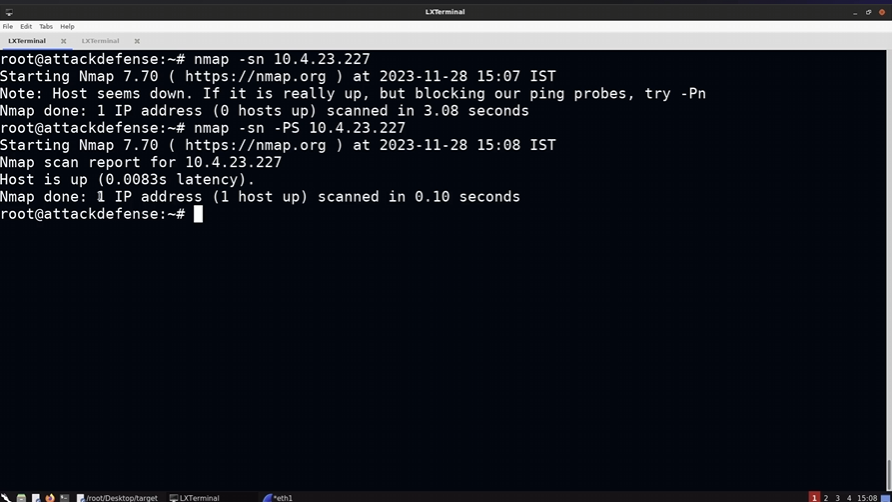 LXTerminal
File Edit Tabs Help
LXTerminal LXTerminal
root@attackdefense:~# nmap -sn 10.4.23.227
Starting Nmap 7.70 ( https://nmap.org ) at 2023-11-28 15:07 IST
Note: Host seems down. If it is really up, but blocking our ping probes, try -Pn
Nmap done: 1 IP address (0 hosts up) scanned in 3.08 seconds
root@attackdefense:~# nmap -sn -PS 10.4.23.227
Starting Nmap 7.70 ( https://nmap.org ) at 2023-11-28 15:08 IST
Nmap scan report for 10.4.23.227
Host is up (0.0083s latency).
Nmap done: 1 IP address (1 host up) scanned in 0.10 seconds
root@attackdefense:~#
/root/Desktop/target LXTerminal *eth1 1 2 3 4 15:08